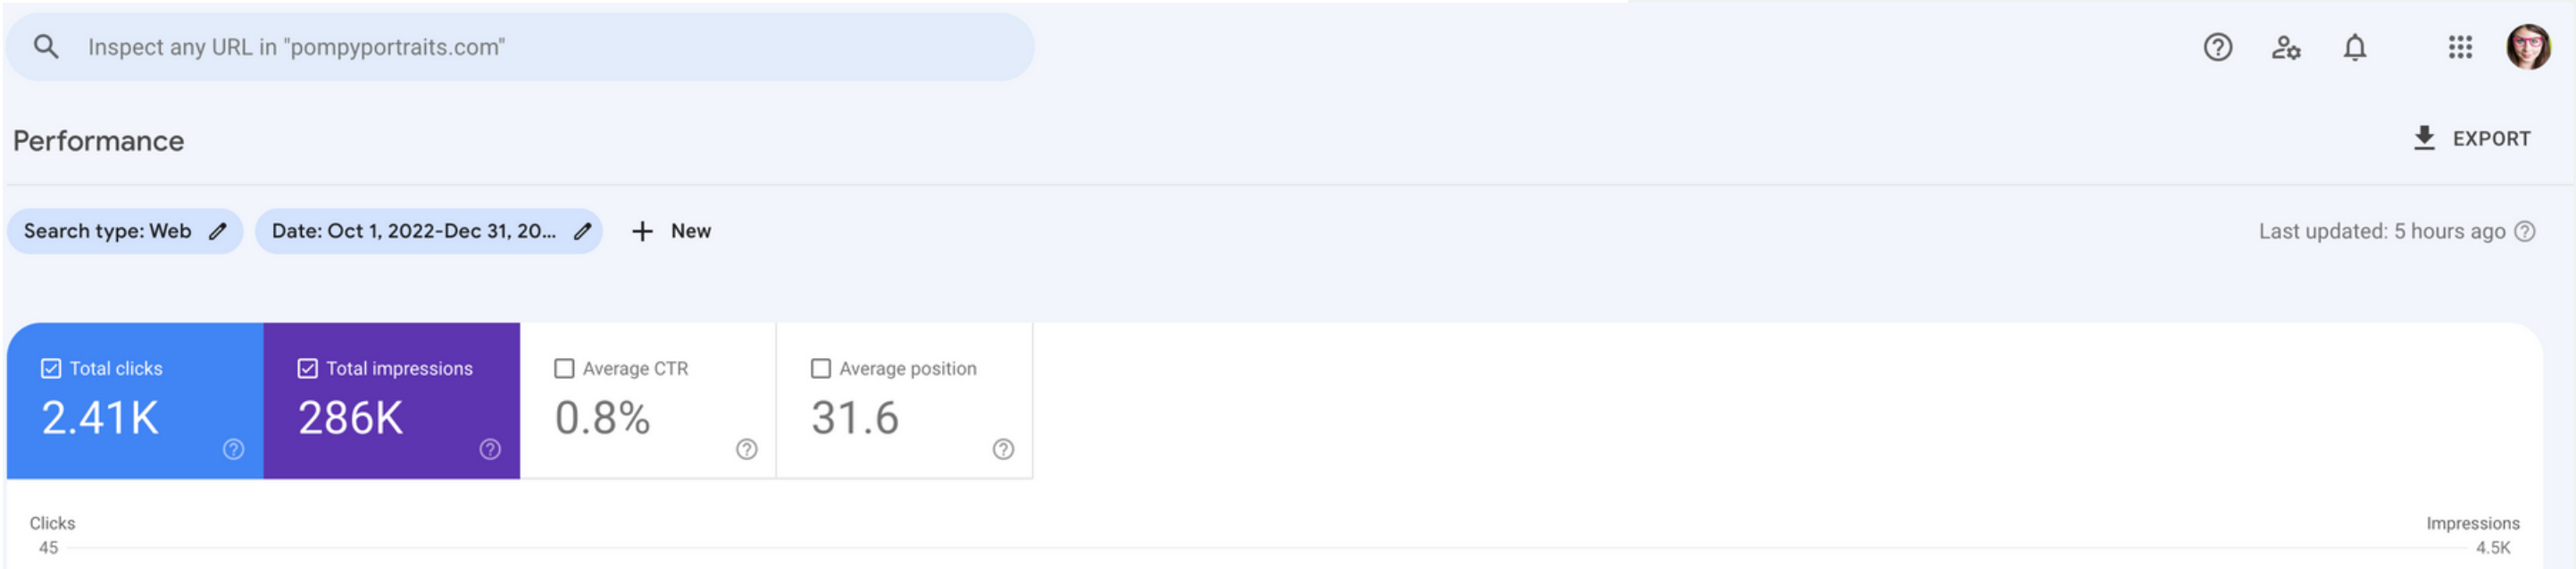 Inspect any URL in "pompyportraits.com"
Performance
EXPORT
Search type: Web
Date: Oct 1, 2022-Dec 31, 20...
New
Last updated: 5 hours ago
Total clicks
2.41K
Total impressions
286K
Average CTR
0.8%
Average position
31.6
Clicks
Impressions
45
4.5K